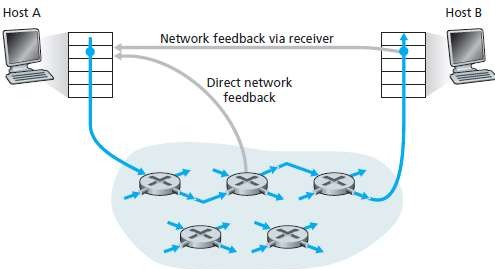 Host A
Host B
Network feedback via receiver
Direct network
feedback